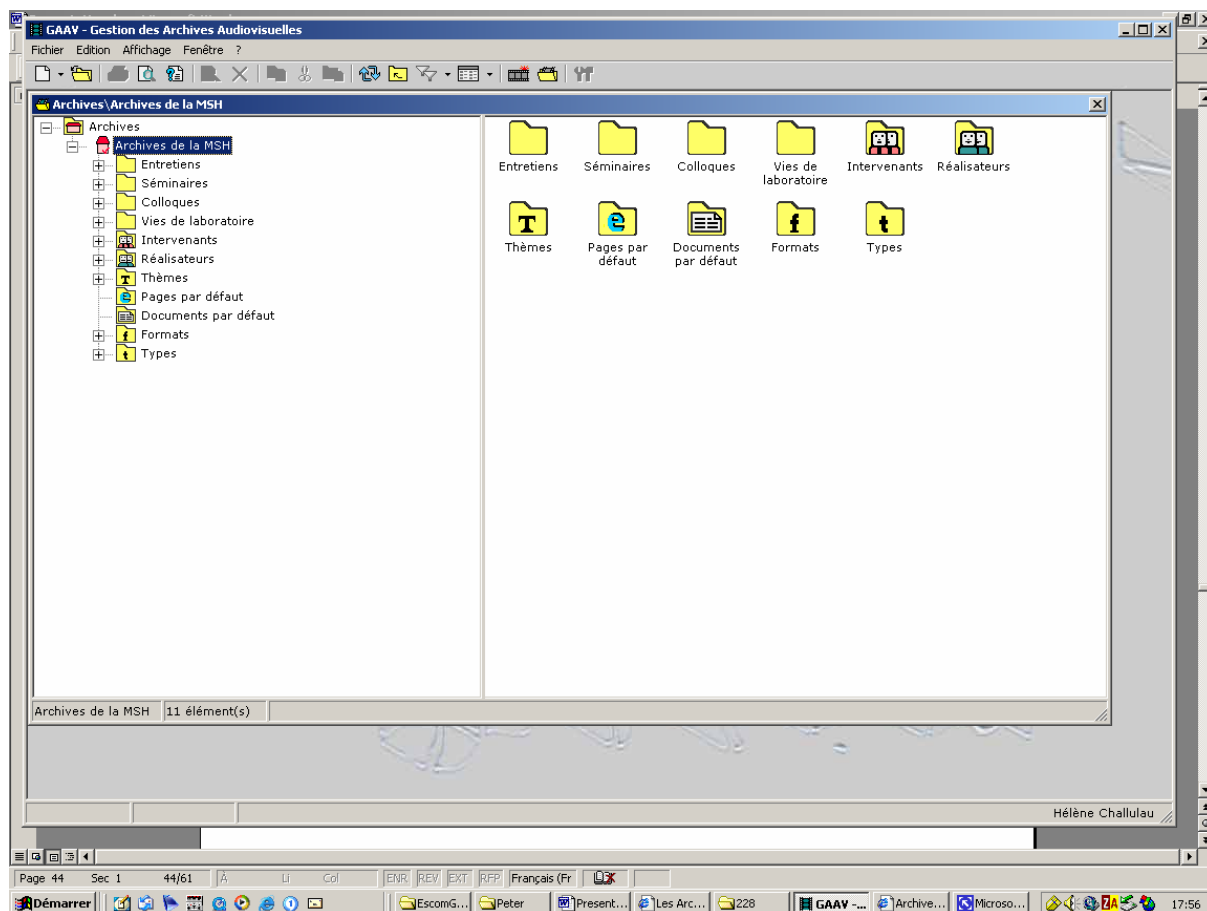 GAAV - Gestion des Archives Audiovisuelles
Fichier Edition Affichage Fenêtre ?
Archives\Archives de la MSH
Archives
Archives de la MSH
Entretiens
Séminaires
Colloques
Vies de laboratoire
Intervenants
Réalisateurs
Thèmes
Pages par défaut
Documents par défaut
Formats
Types
Entretiens Séminaires Colloques Vies de laboratoire Intervenants Réalisateurs
Thèmes Pages par défaut Documents par défaut Formats Types
Archives de la MSH 11 élément(s)
Hélène Challulau
Page 44 Sec 1 44/61 À Li Col ENR REV EXT RFP Français (Fr
Démarrer EscomG... Peter Present... Les Arc... 228 GAAV -... Archive... Microso... 17:56